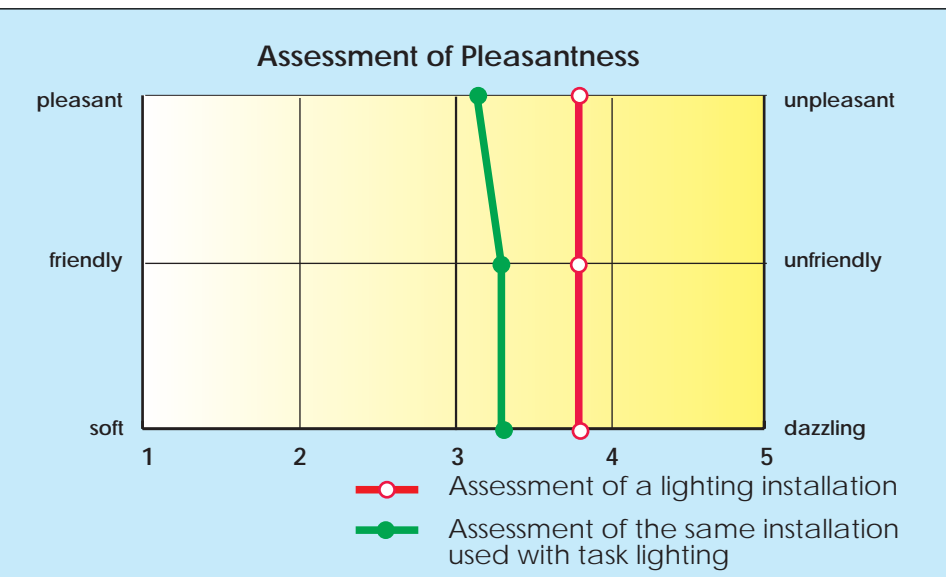 Assessment of Pleasantness
pleasant
unpleasant
friendly
unfriendly
soft
dazzling
1 2 3 4 5
Assessment of a lighting installation
Assessment of the same installation
used with task lighting